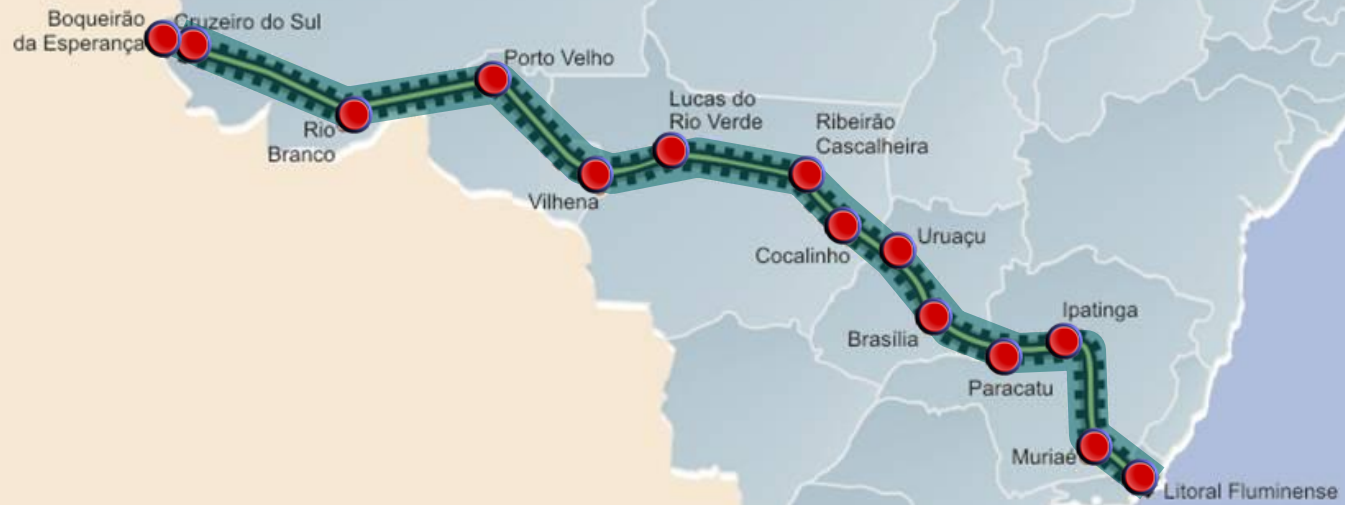 Boqueirão
da Esperança
Cruzeiro do Sul
Porto Velho
Rio
Branco
Lucas do
Rio Verde
Ribeirão
Cascalheira
Vilhena
Cocalinho
Uruaçu
Brasília
Ipatinga
Paracatu
Muriaé
Litoral Fluminense